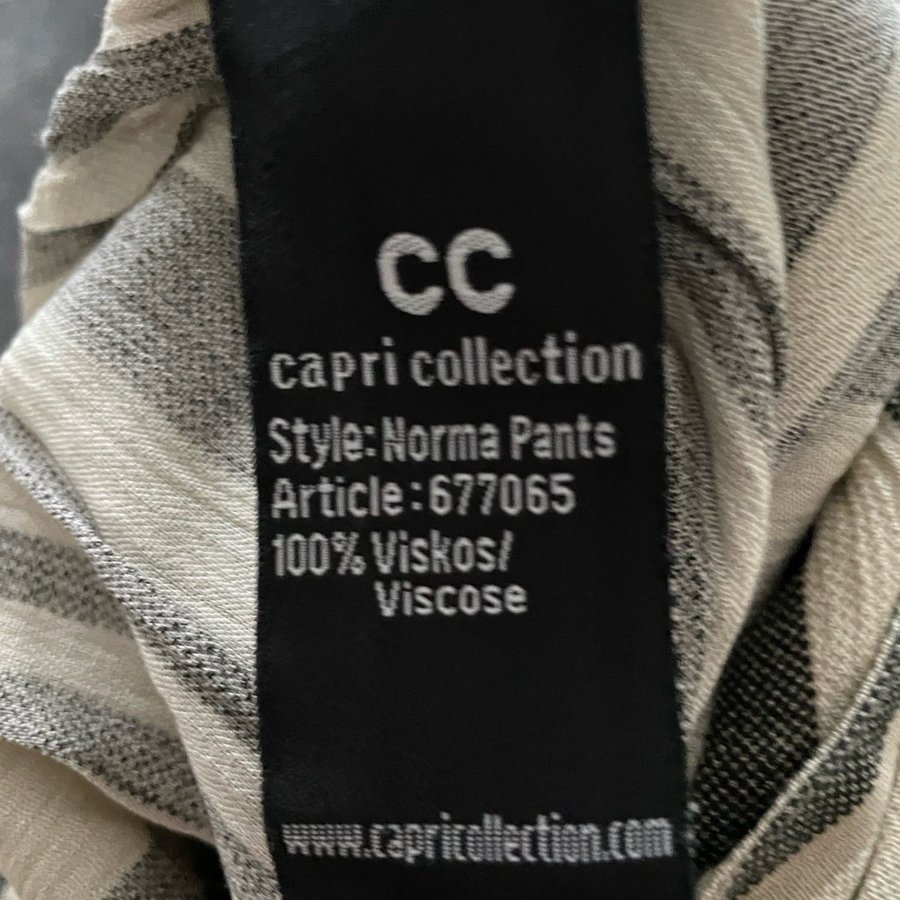 CC
capri collection
Style: Norma Pants
Article: 677065
100% Viskos/
Viscose
www.capricollection.com